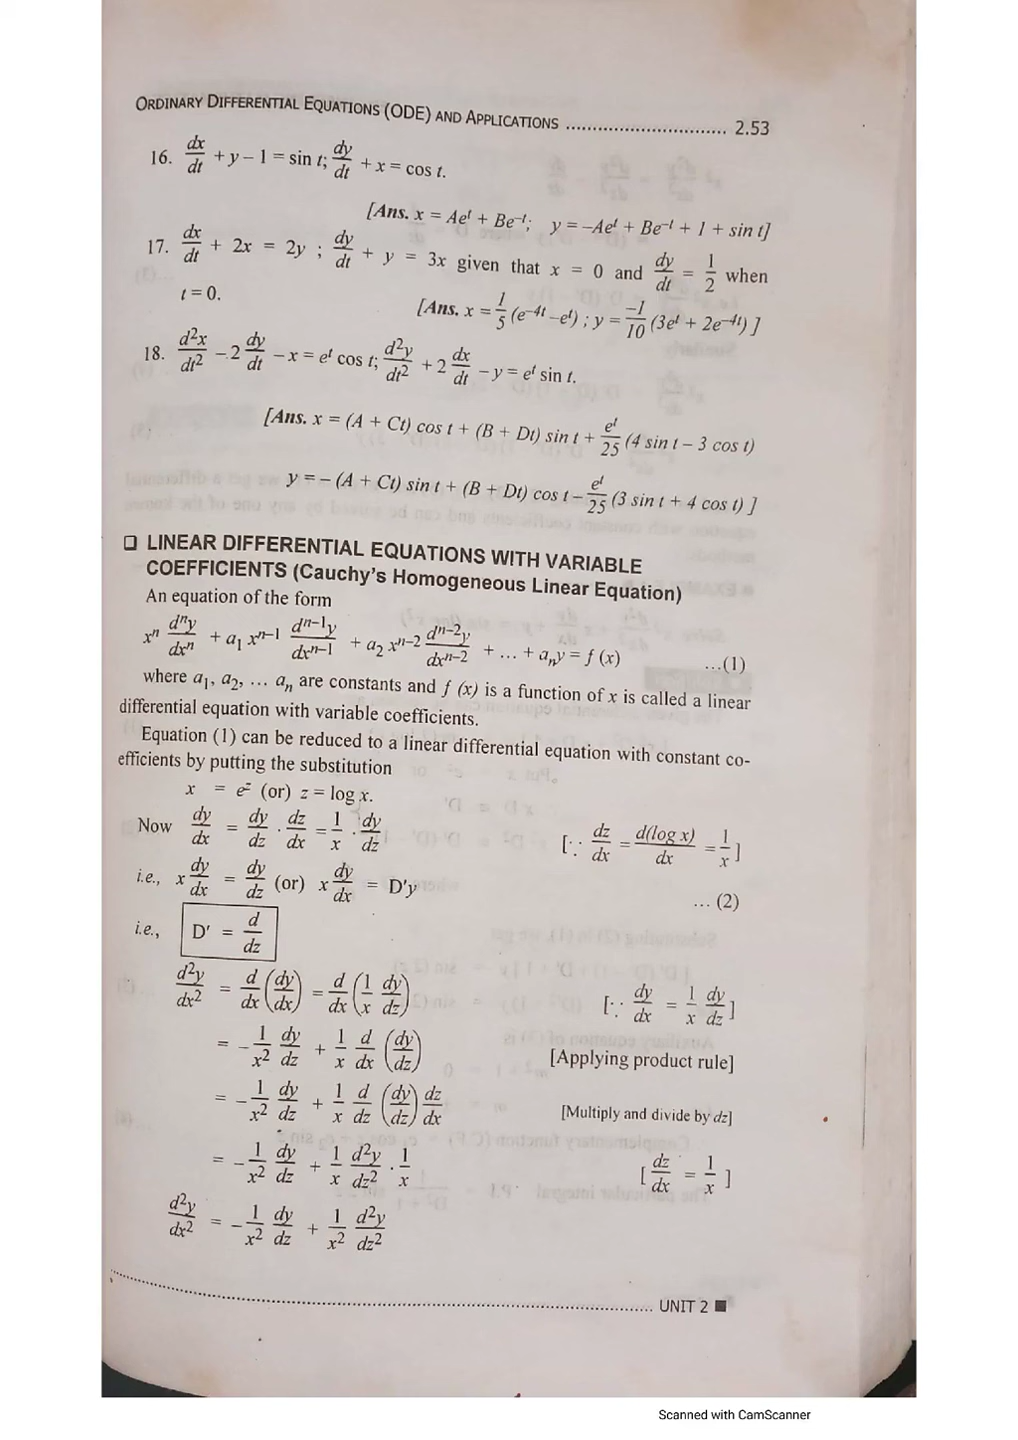 ORDINARY DIFFERENTIAL EQUATIONS (ODE) AND APPLICATIONS .............................. 2.53
16. dx/dt + y – 1 = sin t; dy/dt + x = cos t.
[Ans. x = Ae^t + Be^–t; y = –Ae^t + Be^–t + 1 + sin t]
17. dx/dt + 2x = 2y ; dy/dt + y = 3x given that x = 0 and dy/dt = 1/2 when
t = 0.
[Ans. x = 1/5 (e^–4t – e^t) ; y = –1/10 (3e^t + 2e^–4t) ]
18. d²x/dt² – 2 dy/dt – x = e^t cos t; d²y/dt² + 2 dx/dt – y = e^t sin t.
[Ans. x = (A + Ct) cos t + (B + Dt) sin t + e^t/25 (4 sin t – 3 cos t)
y = – (A + Ct) sin t + (B + Dt) cos t – e^t/25 (3 sin t + 4 cos t) ]
❑ LINEAR DIFFERENTIAL EQUATIONS WITH VARIABLE
COEFFICIENTS (Cauchy's Homogeneous Linear Equation)
An equation of the form
x^n d^n y/dx^n + a₁ x^n–1 d^n–1 y/dx^n–1 + a₂ x^n–2 d^n–2 y/dx^n–2 + ... + aₙy = f (x) ...(1)
where a₁, a₂, ... aₙ are constants and f (x) is a function of x is called a linear
differential equation with variable coefficients.
Equation (1) can be reduced to a linear differential equation with constant co-
efficients by putting the substitution
x = e^z (or) z = log x.
Now dy/dx = dy/dz . dz/dx = 1/x . dy/dz [∵ dz/dx = d(log x)/dx = 1/x ]
i.e., x dy/dx = dy/dz (or) x dy/dx = D'y ... (2)
i.e., D' = d/dz
d²y/dx² = d/dx (dy/dx) = d/dx (1/x dy/dz) [∵ dy/dx = 1/x dy/dz ]
= – 1/x² dy/dz + 1/x d/dx (dy/dz) [Applying product rule]
= – 1/x² dy/dz + 1/x d/dz (dy/dz) dz/dx [Multiply and divide by dz]
= – 1/x² dy/dz + 1/x d²y/dz² . 1/x [ dz/dx = 1/x ]
d²y/dx² = – 1/x² dy/dz + 1/x² d²y/dz²
UNIT 2 ■
Scanned with CamScanner